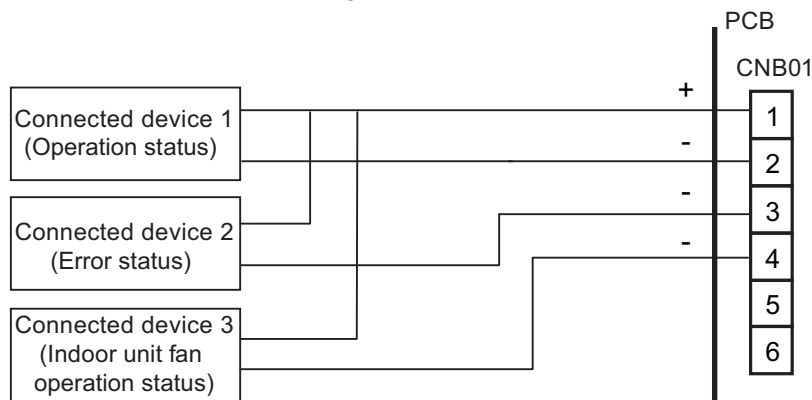 PCB
CNB01
+
1
Connected device 1
(Operation status)
-
2
-
3
Connected device 2
(Error status)
-
4
5
Connected device 3
(Indoor unit fan
operation status)
6